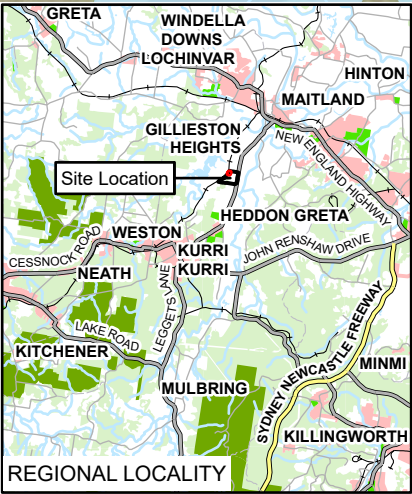 GRETA
WINDELLA
DOWNS
LOCHINVAR
HINTON
MAITLAND
GILLIESTON
HEIGHTS
NEW ENGLAND HIGHWAY
Site Location
HEDDON GRETA
WESTON
CESSNOCK ROAD
KURRI
KURRI
JOHN RENSHAW DRIVE
NEATH
LEGGETS LANE
LAKE ROAD
KITCHENER
SYDNEY NEWCASTLE FREEWAY
MINMI
MULBRING
KILLINGWORTH
REGIONAL LOCALITY